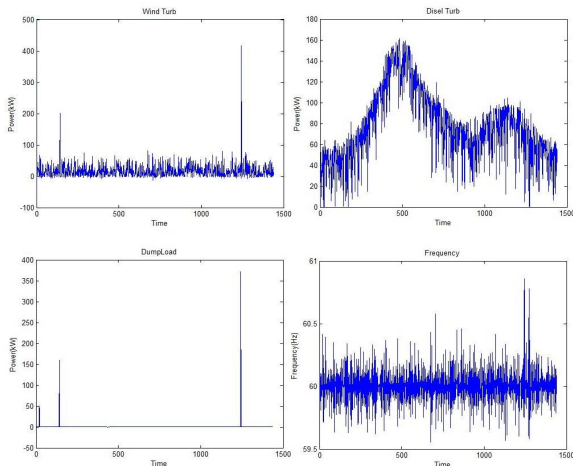 Wind Turb
500
400
300
200
100
0
-100
Power(kW)
0 500 1000 1500
Time
Disel Turb
180
160
140
120
100
80
60
40
20
0
Power(kW)
0 500 1000 1500
Time
DumpLoad
400
350
300
250
200
150
100
50
0
-50
Power(kW)
0 500 1000 1500
Time
Frequency
61
60.5
60
59.5
Frequency(Hz)
0 500 1000 1500
Time